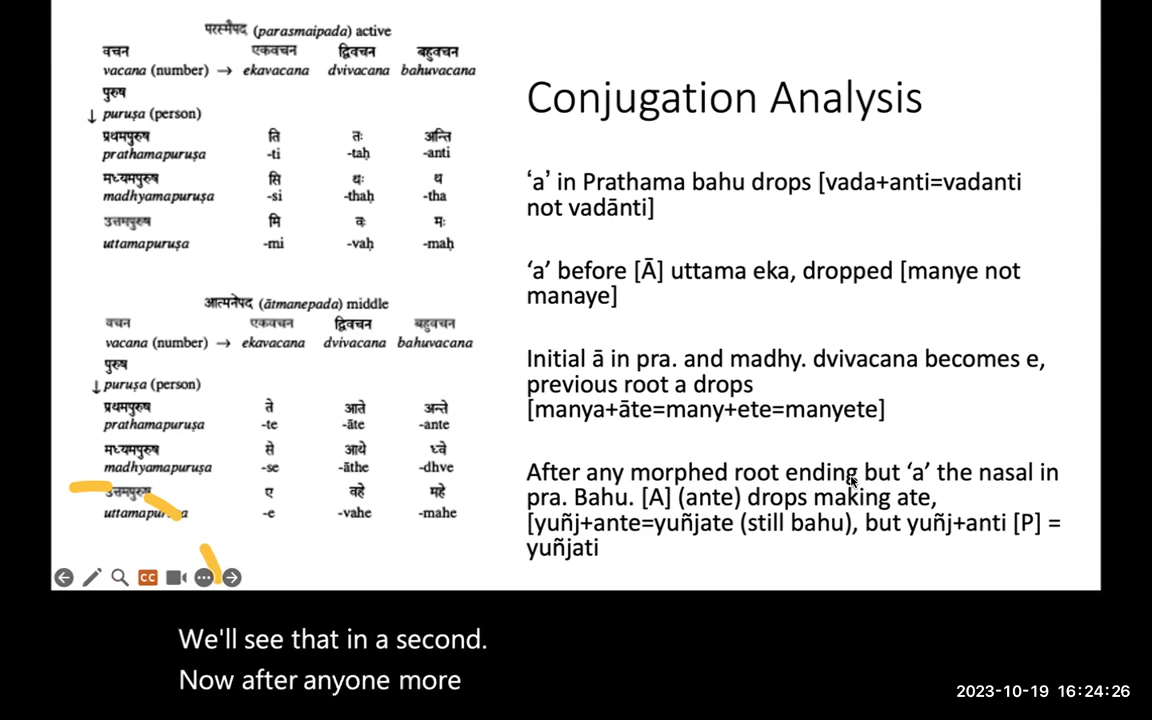 परस्मैपद (parasmaipada) active
वचन एकवचन द्विवचन बहुवचन
vacana (number) → ekavacana dvivacana bahuvacana
पुरुष
↓ puruṣa (person)
प्रथमपुरुष ति तः अन्ति
prathamapuruṣa -ti -taḥ -anti
मध्यमपुरुष सि थः थ
madhyamapuruṣa -si -thaḥ -tha
उत्तमपुरुष मि वः मः
uttamapuruṣa -mi -vaḥ -maḥ
आत्मनेपद (ātmanepada) middle
वचन एकवचन द्विवचन बहुवचन
vacana (number) → ekavacana dvivacana bahuvacana
पुरुष
↓ puruṣa (person)
प्रथमपुरुष ते आते अन्ते
prathamapuruṣa -te -āte -ante
मध्यमपुरुष से आथे ध्वे
madhyamapuruṣa -se -āthe -dhve
उत्तमपुरुष ए वहे महे
uttamapuruṣa -e -vahe -mahe
Conjugation Analysis
‘a’ in Prathama bahu drops [vada+anti=vadanti
not vadānti]
‘a’ before [Ā] uttama eka, dropped [manye not
manaye]
Initial ā in pra. and madhy. dvivacana becomes e,
previous root a drops
[manya+āte=many+ete=manyete]
After any morphed root ending but ‘a’ the nasal in
pra. Bahu. [A] (ante) drops making ate,
[yuñj+ante=yuñjate (still bahu), but yuñj+anti [P] =
yuñjati
CC
We'll see that in a second.
Now after anyone more
2023-10-19 16:24:26